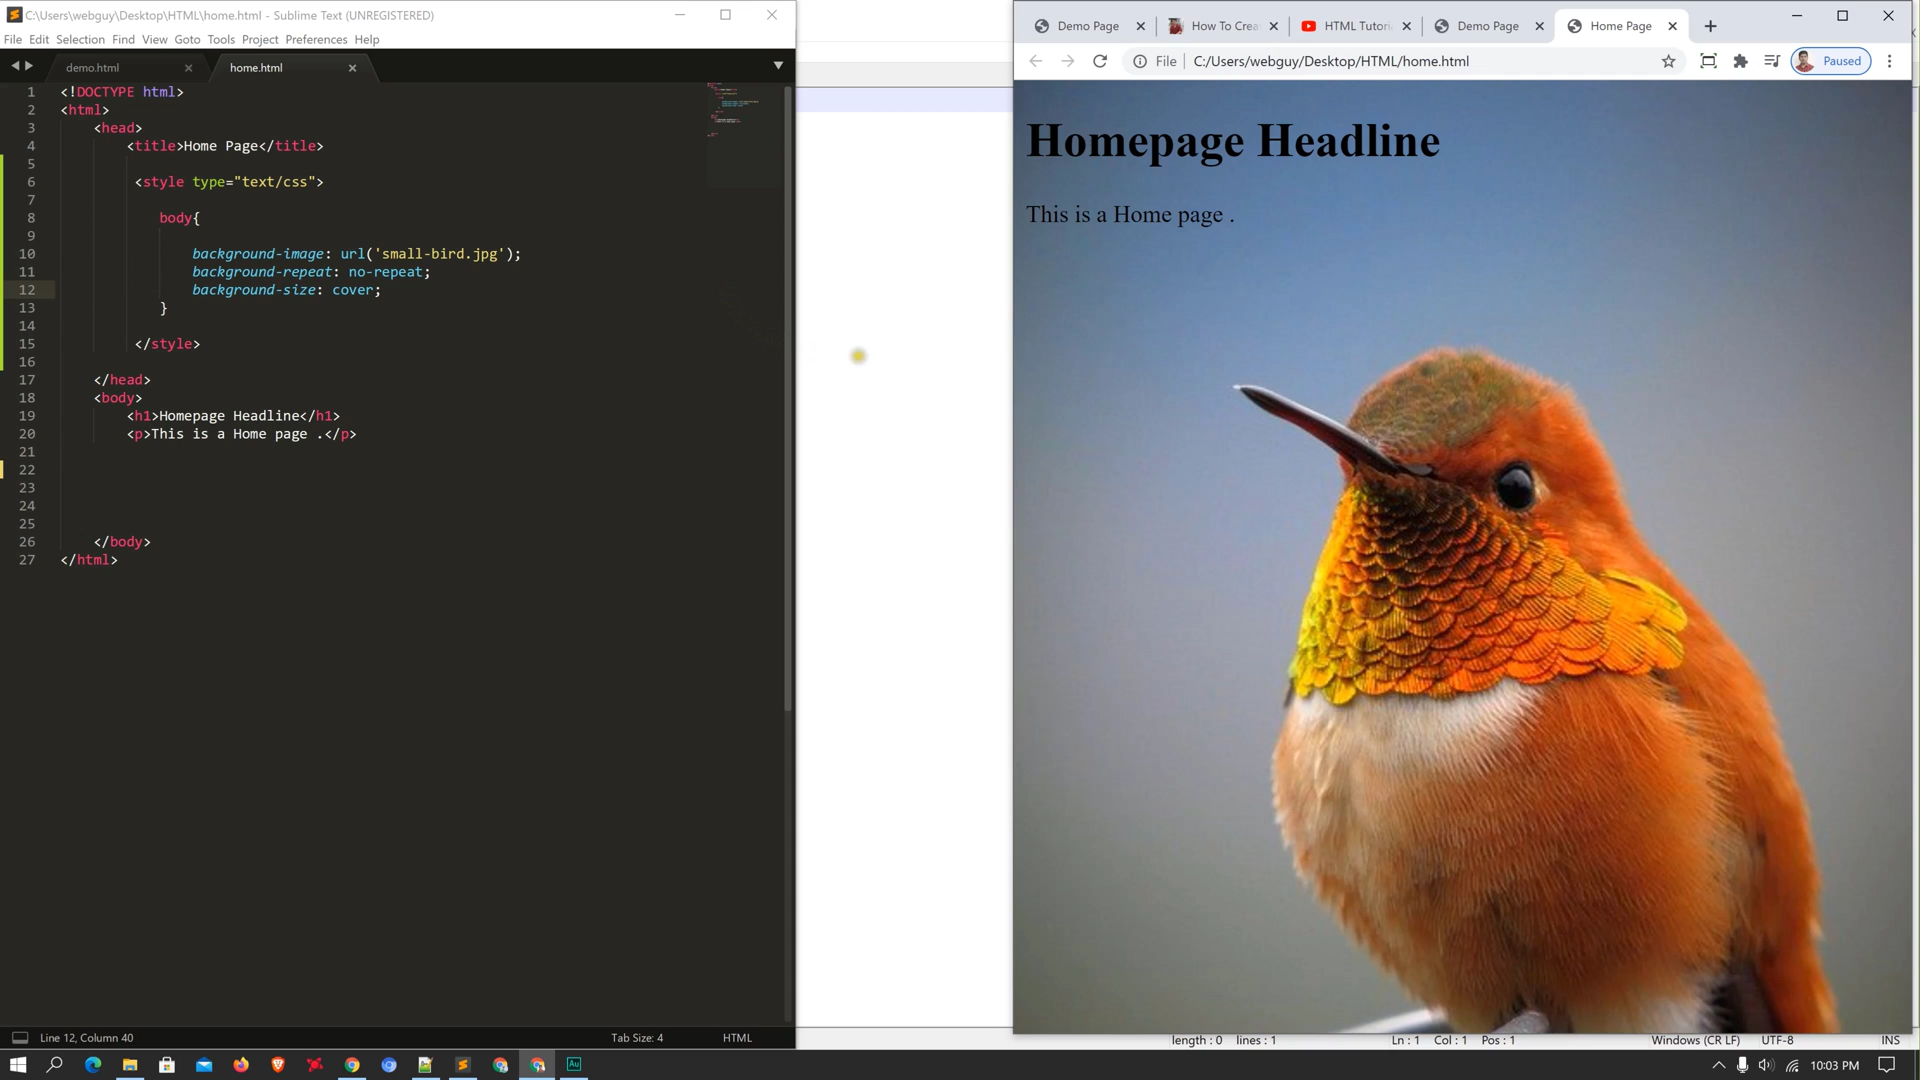 C:\Users\webguy\Desktop\HTML\home.html - Sublime Text (UNREGISTERED)
File Edit Selection Find View Goto Tools Project Preferences Help
demo.html
home.html
1 <!DOCTYPE html>
2 <html>
3 <head>
4 <title>Home Page</title>
5
6 <style type="text/css">
7
8 body{
9
10 background-image: url('small-bird.jpg');
11 background-repeat: no-repeat;
12 background-size: cover;
13 }
14
15 </style>
16
17 </head>
18 <body>
19 <h1>Homepage Headline</h1>
20 <p>This is a Home page .</p>
21
22
23
24
25
26 </body>
27 </html>
Line 12, Column 40
Tab Size: 4
HTML
Demo Page
How To Crea
HTML Tutori
Demo Page
Home Page
File
C:/Users/webguy/Desktop/HTML/home.html
Paused
Homepage Headline
This is a Home page .
length : 0 lines : 1
Ln : 1 Col : 1 Pos : 1
Windows (CR LF)
UTF-8
INS
Au
10:03 PM